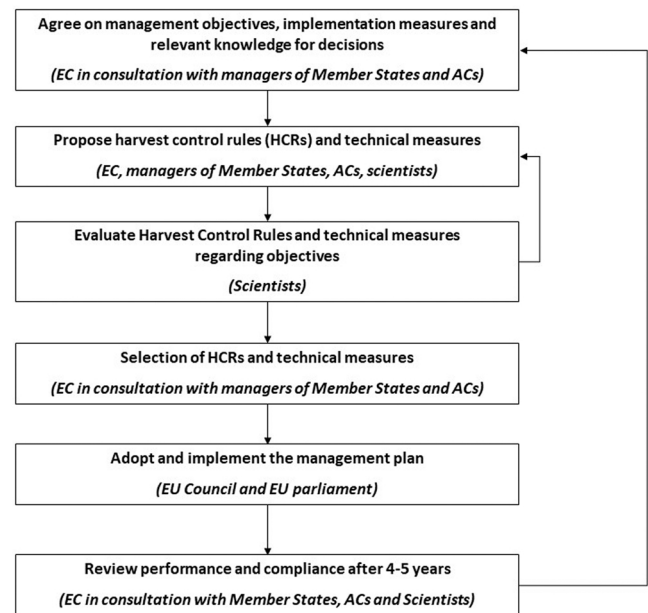 Agree on management objectives, implementation measures and
relevant knowledge for decisions
(EC in consultation with managers of Member States and ACs)
Propose harvest control rules (HCRs) and technical measures
(EC, managers of Member States, ACs, scientists)
Evaluate Harvest Control Rules and technical measures
regarding objectives
(Scientists)
Selection of HCRs and technical measures
(EC in consultation with managers of Member States and ACs)
Adopt and implement the management plan
(EU Council and EU parliament)
Review performance and compliance after 4-5 years
(EC in consultation with Member States, ACs and Scientists)